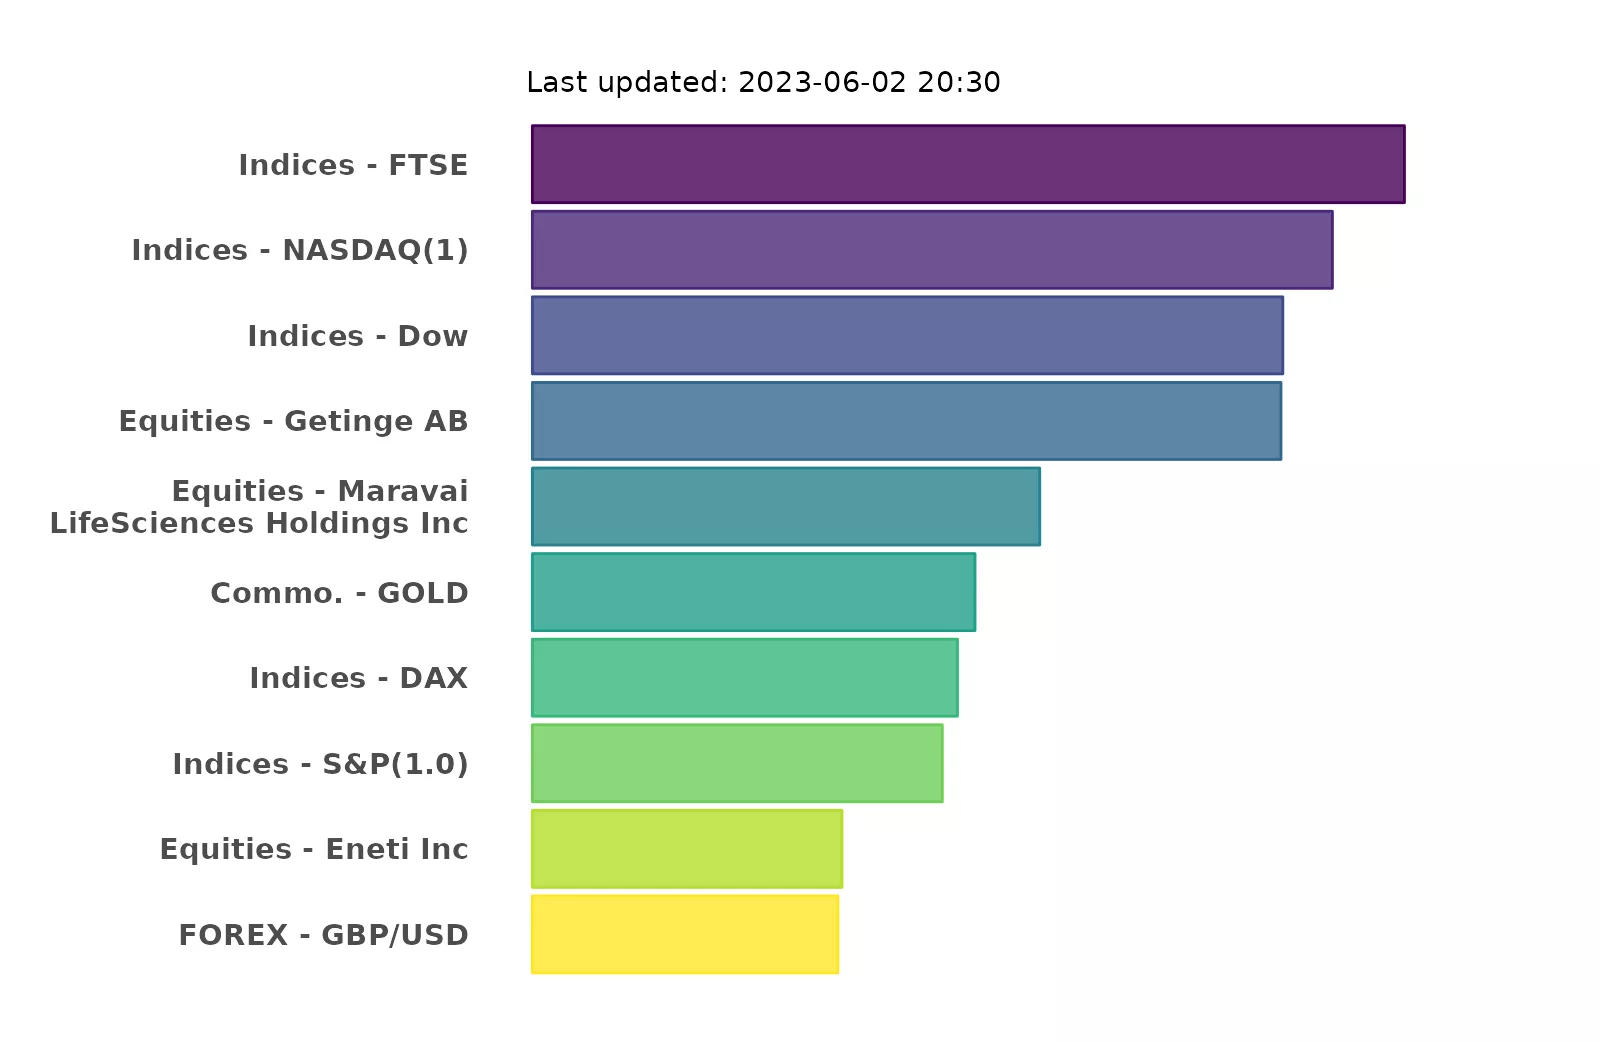 Last updated: 2023-06-02 20:30
Indices - FTSE
Indices - NASDAQ(1)
Indices - Dow
Equities - Getinge AB
Equities - Maravai
LifeSciences Holdings Inc
Commo. - GOLD
Indices - DAX
Indices - S&P(1.0)
Equities - Eneti Inc
FOREX - GBP/USD